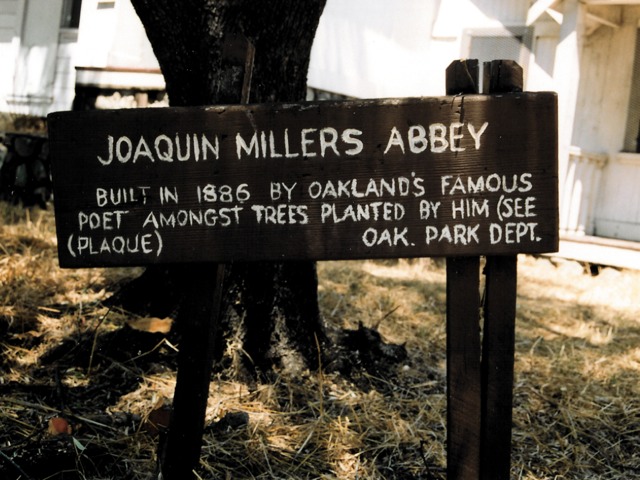 JOAQUIN MILLERS ABBEY
BUILT IN 1886 BY OAKLAND'S FAMOUS
POET AMONGST TREES PLANTED BY HIM (SEE
(PLAQUE) OAK. PARK DEPT.